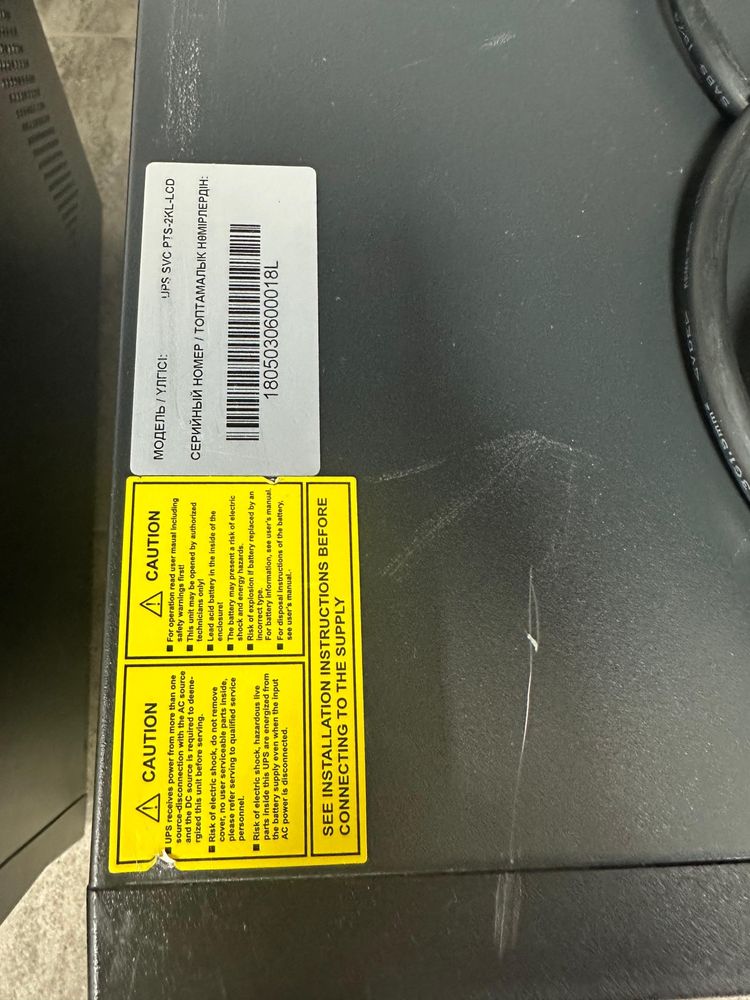 МОДЕЛЬ / ҮЛГІСІ: UPS SVC PTS-2KL-LCD
СЕРИЙНЫЙ НОМЕР / ТОПТАМАЛЫК НӨМІРЛЕРДІҢ:
1805030600018L
CAUTION
■ UPS receives power from more than one
source-disconnection with the AC source
and the DC source is required to deene-
rgized this unit before serving.
■ Risk of electric shock, do not remove
cover, no user serviceable parts inside,
please refer serving to qualified service
personnel.
■ Risk of electric shock, hazardous live
parts inside this UPS are energized from
the battery supply even when the input
AC power is disconnected.
CAUTION
■ For operation read user maual including
safety warnings first!
■ This unit may be opened by authorized
technicians only!
■ Lead acid battery in the inside of the
enclosure!
■ The battery may present a risk of electric
shock and energy hazards.
■ Risk of explosion if battery replaced by an
incorrect type.
For battery information, see user's manual.
■ For disposal instructions of the battery,
see user's manual.
SEE INSTALLATION INSTRUCTIONS BEFORE
CONNECTING TO THE SUPPLY
SABS
3G1.5mm²